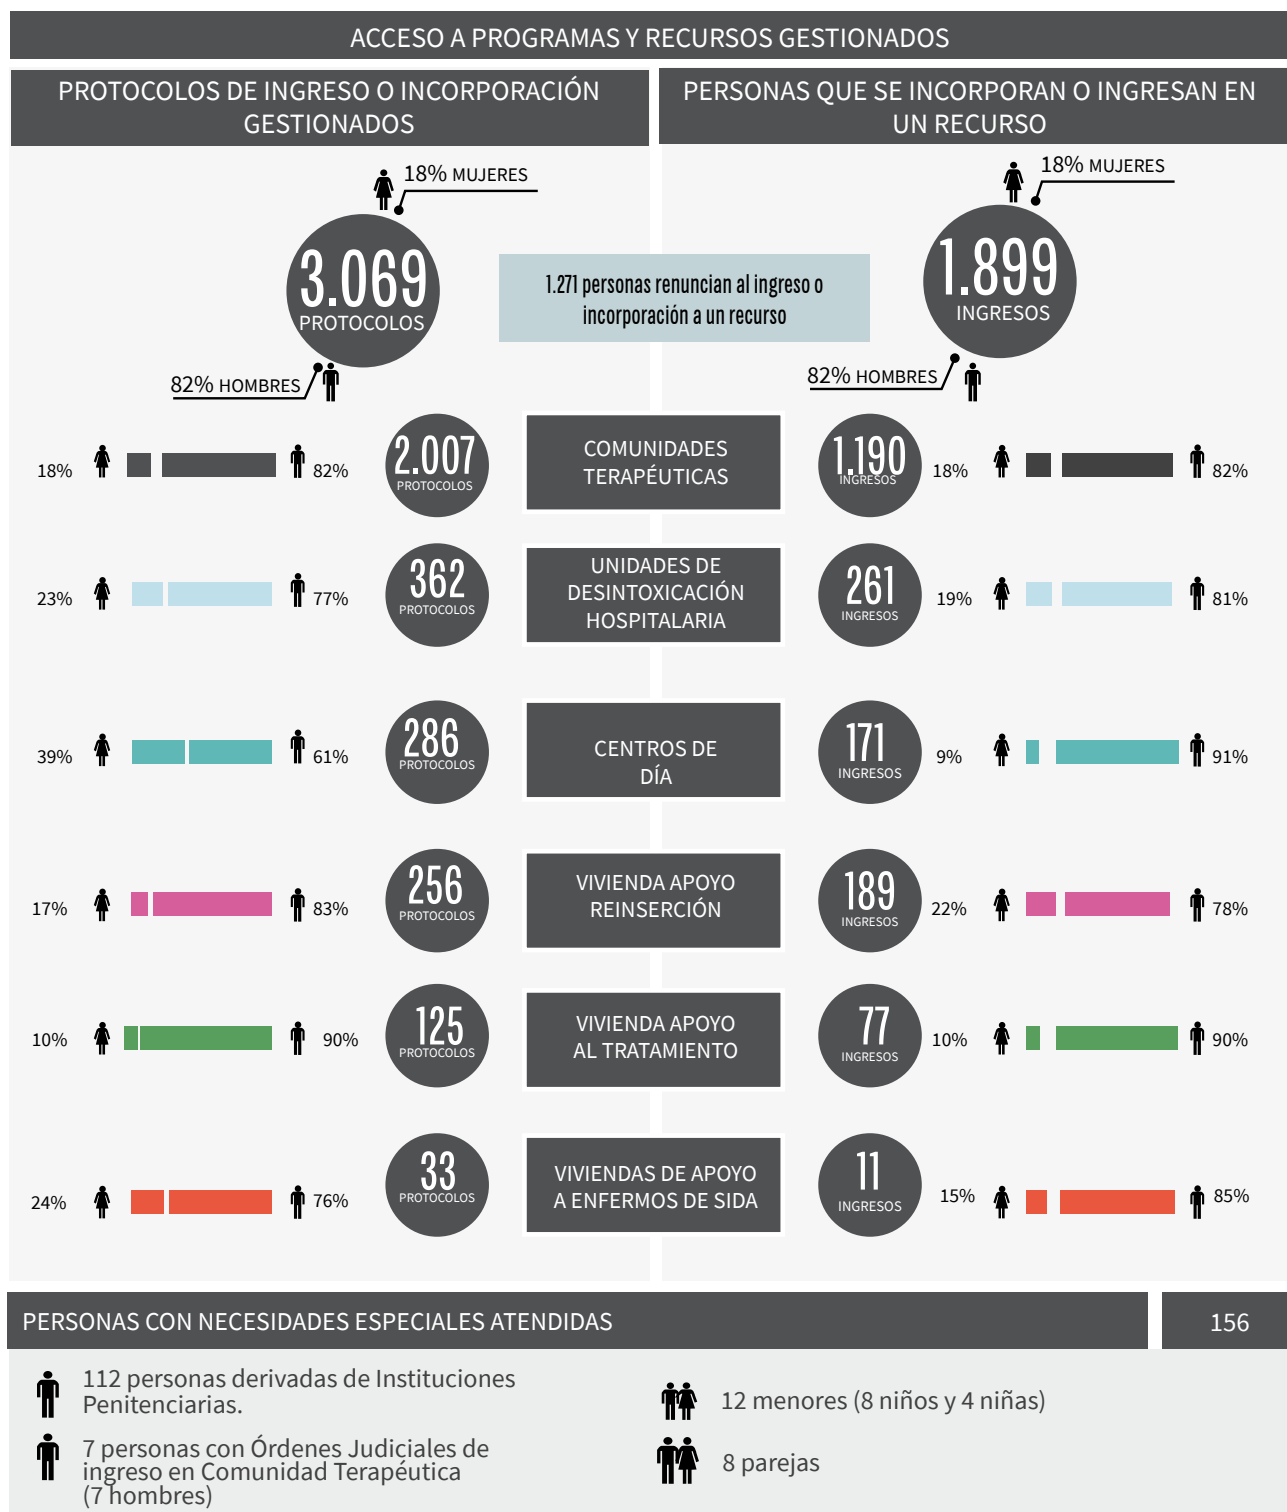 ACCESO A PROGRAMAS Y RECURSOS GESTIONADOS
PROTOCOLOS DE INGRESO O INCORPORACIÓN
GESTIONADOS
PERSONAS QUE SE INCORPORAN O INGRESAN EN
UN RECURSO
18% MUJERES
3.069
PROTOCOLOS
82% HOMBRES
1.271 personas renuncian al ingreso o
incorporación a un recurso
18% MUJERES
1.899
INGRESOS
82% HOMBRES
18%
82%
2.007
PROTOCOLOS
COMUNIDADES
TERAPÉUTICAS
1.190
INGRESOS
18%
82%
23%
77%
362
PROTOCOLOS
UNIDADES DE
DESINTOXICACIÓN
HOSPITALARIA
261
INGRESOS
19%
81%
39%
61%
286
PROTOCOLOS
CENTROS DE
DÍA
171
INGRESOS
9%
91%
17%
83%
256
PROTOCOLOS
VIVIENDA APOYO
REINSERCIÓN
189
INGRESOS
22%
78%
10%
90%
125
PROTOCOLOS
VIVIENDA APOYO
AL TRATAMIENTO
77
INGRESOS
10%
90%
24%
76%
33
PROTOCOLOS
VIVIENDAS DE APOYO
A ENFERMOS DE SIDA
11
INGRESOS
15%
85%
PERSONAS CON NECESIDADES ESPECIALES ATENDIDAS
156
112 personas derivadas de Instituciones
Penitenciarias.
7 personas con Órdenes Judiciales de
ingreso en Comunidad Terapéutica
(7 hombres)
12 menores (8 niños y 4 niñas)
8 parejas